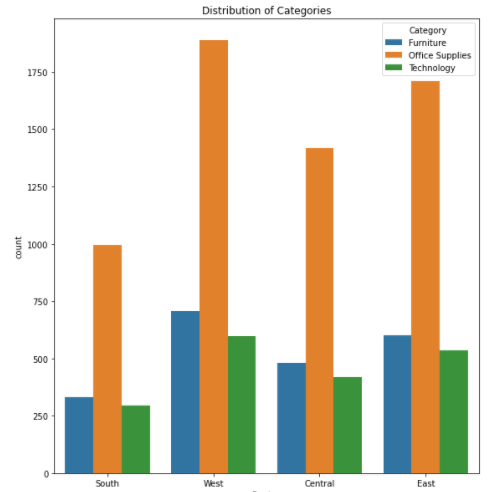 Distribution of Categories
Category
Furniture
Office Supplies
Technology
count
1750
1500
1250
1000
750
500
250
0
South
West
Central
East